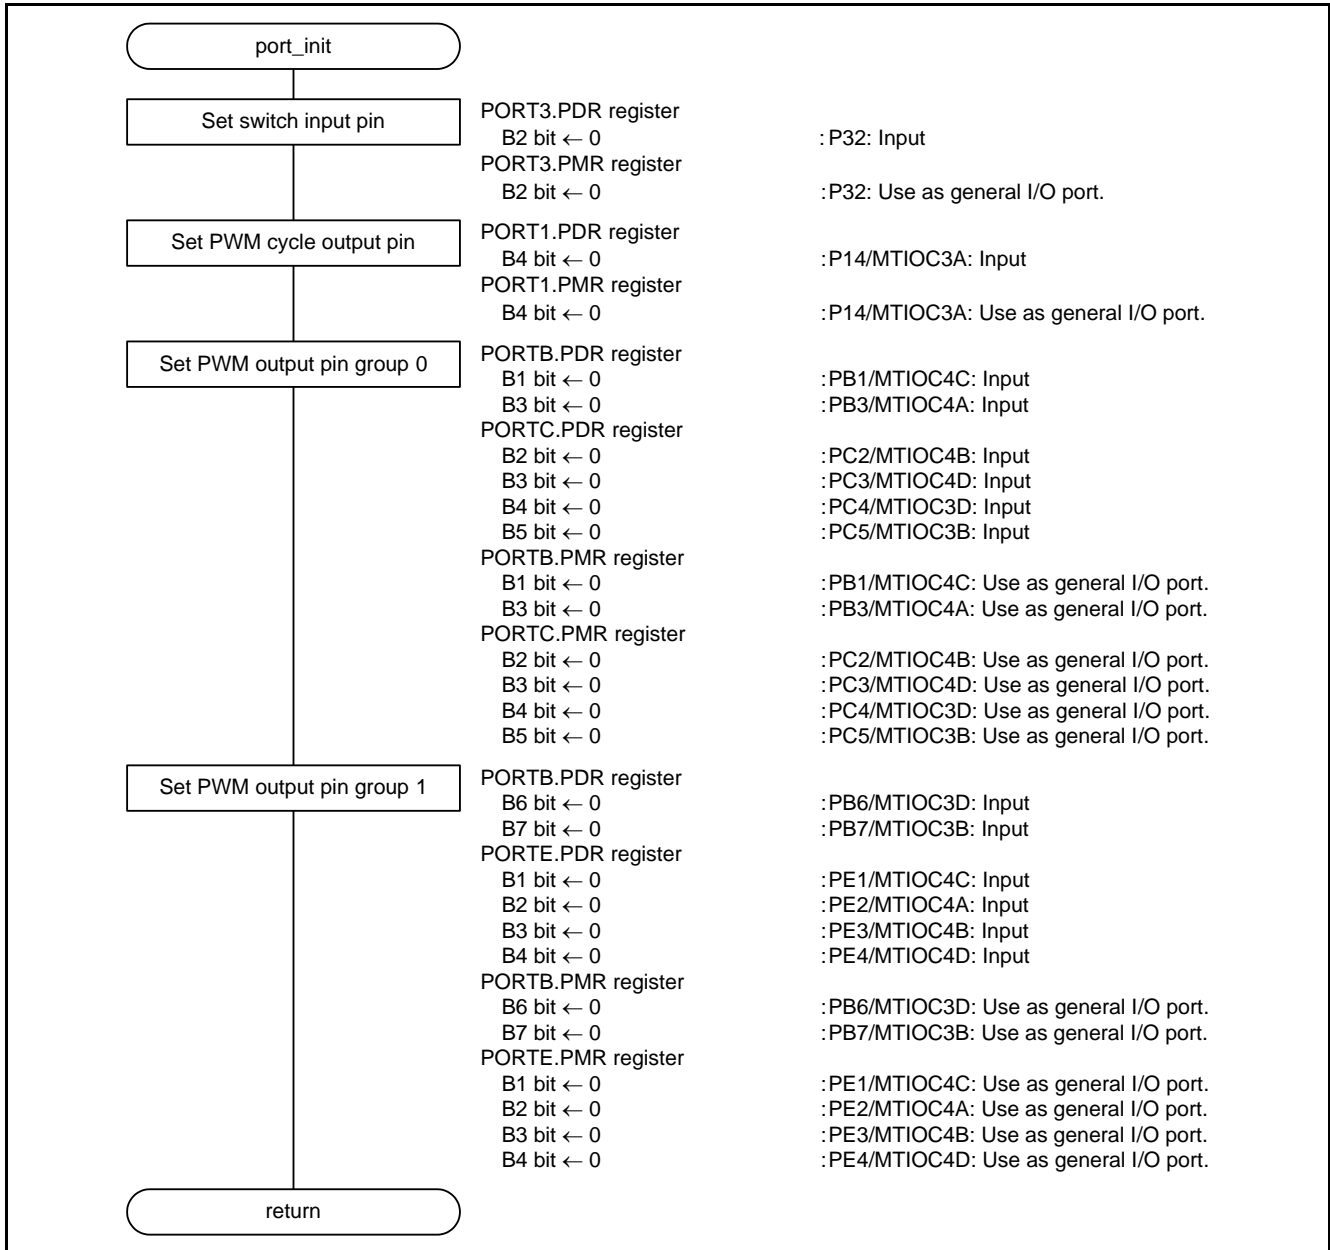 port_init
Set switch input pin
PORT3.PDR register
B2 bit ← 0 :P32: Input
PORT3.PMR register
B2 bit ← 0 :P32: Use as general I/O port.
Set PWM cycle output pin
PORT1.PDR register
B4 bit ← 0 :P14/MTIOC3A: Input
PORT1.PMR register
B4 bit ← 0 :P14/MTIOC3A: Use as general I/O port.
Set PWM output pin group 0
PORTB.PDR register
B1 bit ← 0 :PB1/MTIOC4C: Input
B3 bit ← 0 :PB3/MTIOC4A: Input
PORTC.PDR register
B2 bit ← 0 :PC2/MTIOC4B: Input
B3 bit ← 0 :PC3/MTIOC4D: Input
B4 bit ← 0 :PC4/MTIOC3D: Input
B5 bit ← 0 :PC5/MTIOC3B: Input
PORTB.PMR register
B1 bit ← 0 :PB1/MTIOC4C: Use as general I/O port.
B3 bit ← 0 :PB3/MTIOC4A: Use as general I/O port.
PORTC.PMR register
B2 bit ← 0 :PC2/MTIOC4B: Use as general I/O port.
B3 bit ← 0 :PC3/MTIOC4D: Use as general I/O port.
B4 bit ← 0 :PC4/MTIOC3D: Use as general I/O port.
B5 bit ← 0 :PC5/MTIOC3B: Use as general I/O port.
Set PWM output pin group 1
PORTB.PDR register
B6 bit ← 0 :PB6/MTIOC3D: Input
B7 bit ← 0 :PB7/MTIOC3B: Input
PORTE.PDR register
B1 bit ← 0 :PE1/MTIOC4C: Input
B2 bit ← 0 :PE2/MTIOC4A: Input
B3 bit ← 0 :PE3/MTIOC4B: Input
B4 bit ← 0 :PE4/MTIOC4D: Input
PORTB.PMR register
B6 bit ← 0 :PB6/MTIOC3D: Use as general I/O port.
B7 bit ← 0 :PB7/MTIOC3B: Use as general I/O port.
PORTE.PMR register
B1 bit ← 0 :PE1/MTIOC4C: Use as general I/O port.
B2 bit ← 0 :PE2/MTIOC4A: Use as general I/O port.
B3 bit ← 0 :PE3/MTIOC4B: Use as general I/O port.
B4 bit ← 0 :PE4/MTIOC4D: Use as general I/O port.
return